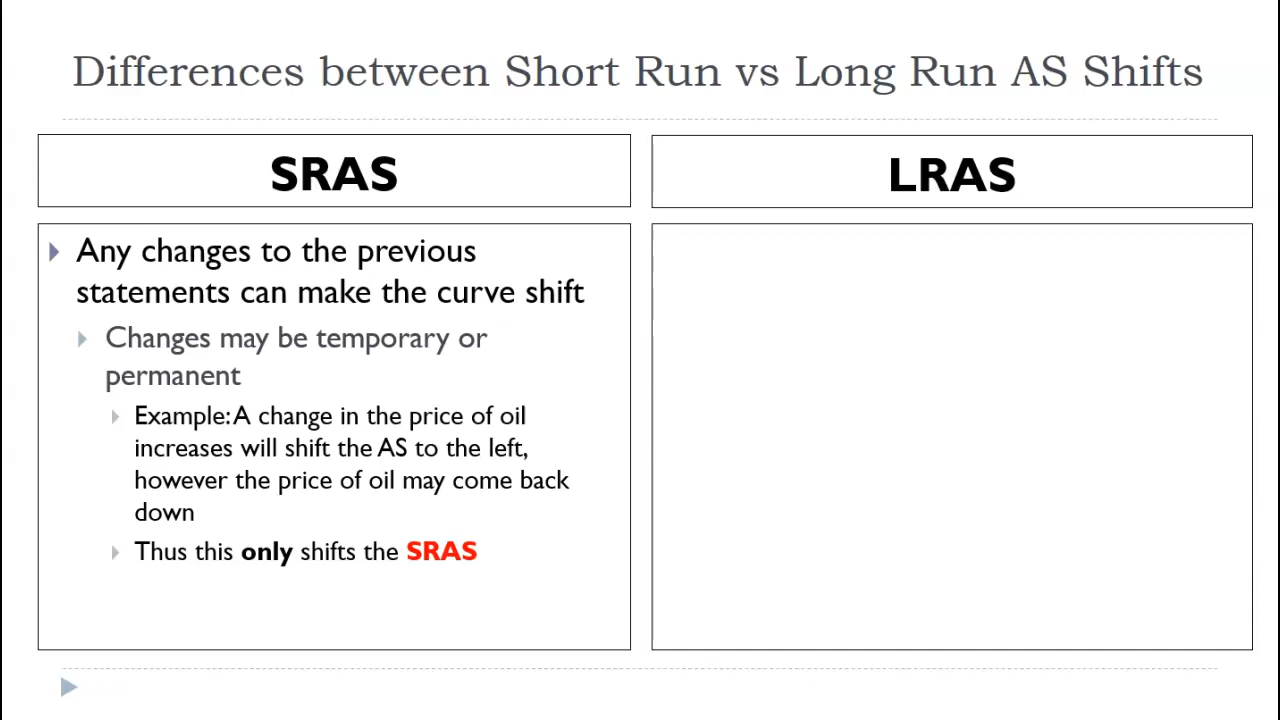 Differences between Short Run vs Long Run AS Shifts
SRAS
LRAS
Any changes to the previous
statements can make the curve shift
Changes may be temporary or
permanent
Example: A change in the price of oil
increases will shift the AS to the left,
however the price of oil may come back
down
Thus this only shifts the SRAS